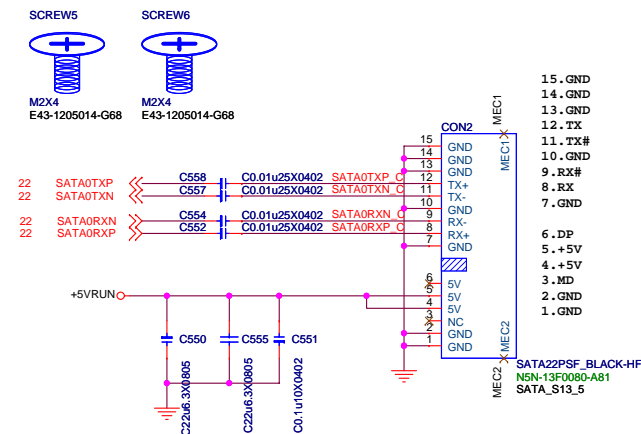 SCREW5
SCREW6
M2X4
E43-1205014-G68
M2X4
E43-1205014-G68
15.GND
14.GND
13.GND
12.TX
11.TX#
10.GND
9.RX#
8.RX
7.GND
6.DP
5.+5V
4.+5V
3.MD
2.GND
1.GND
CON2
MEC1
MEC1
15 GND
14 GND
13 GND
12 TX+
11 TX-
10 GND
9 RX-
8 RX+
7 GND
6 5V
5 5V
4 5V
3 NC
2 GND
1 GND
MEC2
MEC2
22 SATA0TXP C558 C0.01u25X0402 SATA0TXP_C
22 SATA0TXN C557 C0.01u25X0402 SATA0TXN_C
22 SATA0RXN C554 C0.01u25X0402 SATA0RXN_C
22 SATA0RXP C552 C0.01u25X0402 SATA0RXP_C
+5VRUN
C550
C22u6.3X0805
C555
C22u6.3X0805
C551
C0.1u10X0402
SATA22PSF_BLACK-HF
N5N-13F0080-A81
SATA_S13_5